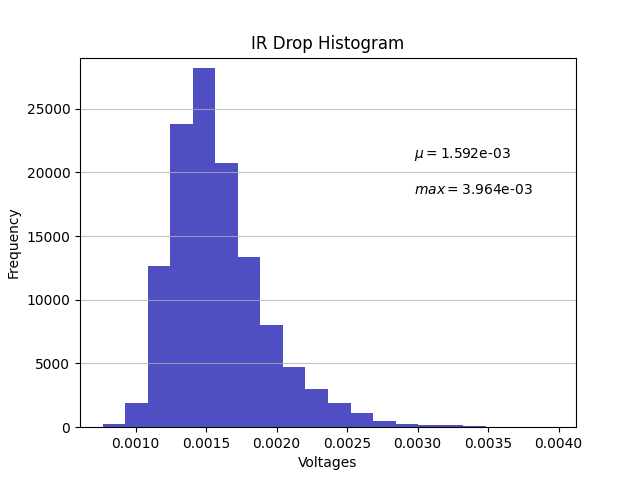 IR Drop Histogram
25000
20000
15000
10000
5000
0
Frequency
μ = 1.592e-03
max = 3.964e-03
0.0010 0.0015 0.0020 0.0025 0.0030 0.0035 0.0040
Voltages